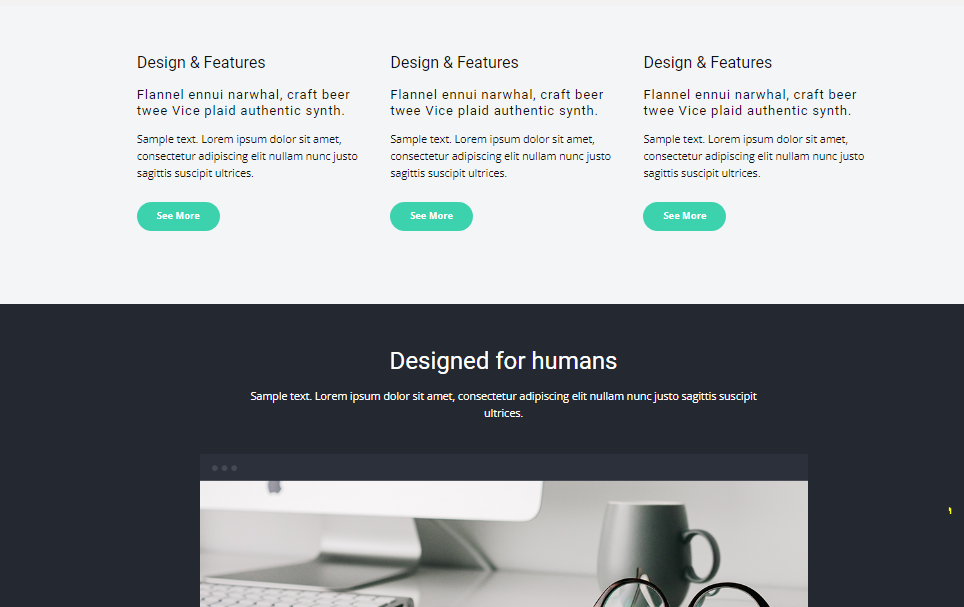 Design & Features
Flannel ennui narwhal, craft beer
twee Vice plaid authentic synth.
Sample text. Lorem ipsum dolor sit amet,
consectetur adipiscing elit nullam nunc justo
sagittis suscipit ultrices.
See More
Design & Features
Flannel ennui narwhal, craft beer
twee Vice plaid authentic synth.
Sample text. Lorem ipsum dolor sit amet,
consectetur adipiscing elit nullam nunc justo
sagittis suscipit ultrices.
See More
Design & Features
Flannel ennui narwhal, craft beer
twee Vice plaid authentic synth.
Sample text. Lorem ipsum dolor sit amet,
consectetur adipiscing elit nullam nunc justo
sagittis suscipit ultrices.
See More
Designed for humans
Sample text. Lorem ipsum dolor sit amet, consectetur adipiscing elit nullam nunc justo sagittis suscipit
ultrices.